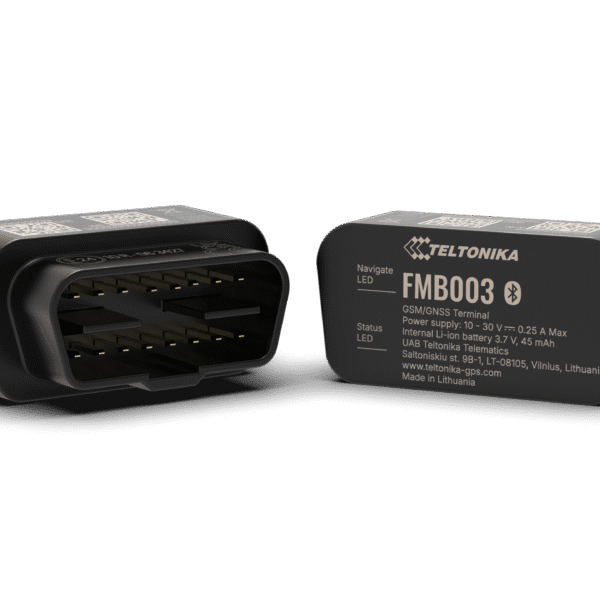 TELTONIKA
Navigate
LED
FMB003
GSM/GNSS Terminal
Power supply: 10 - 30 V⎓ 0.25 A Max
Status
LED
Internal Li-ion battery 3.7 V, 45 mAh
UAB Teltonika Telematics
Saltoniskiu st. 9B-1, LT-08105, Vilnius, Lithuania
www.teltonika-gps.com
Made in Lithuania